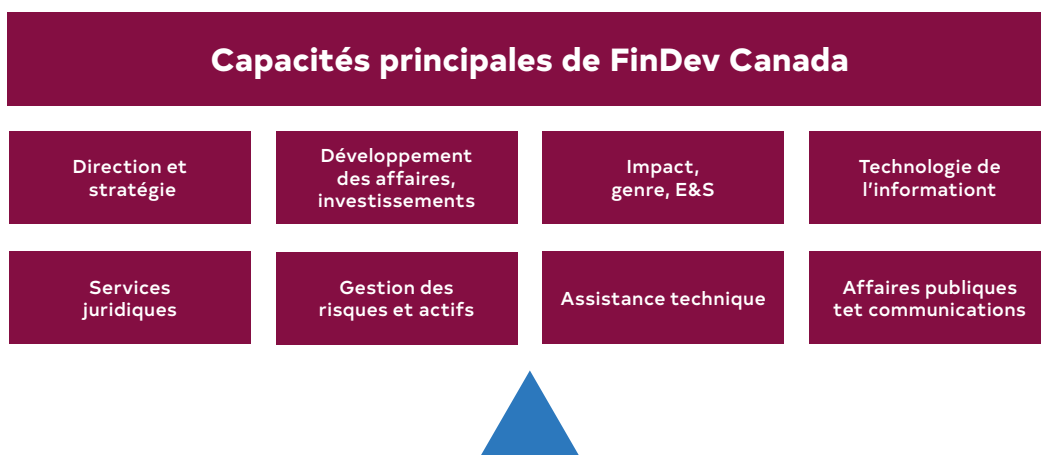 Capacités principales de FinDev Canada
Direction et
stratégie
Développement
des affaires,
investissements
Impact,
genre, E&S
Technologie de
l'informationt
Services
juridiques
Gestion des
risques et actifs
Assistance technique
Affaires publiques
tet communications